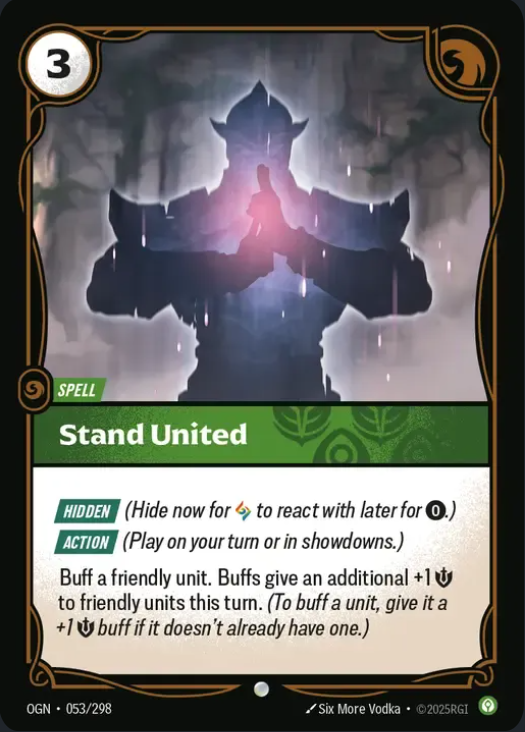 3
SPELL
Stand United
HIDDEN (Hide now for to react with later for 0.)
ACTION (Play on your turn or in showdowns.)
Buff a friendly unit. Buffs give an additional +1
to friendly units this turn. (To buff a unit, give it a
+1 buff if it doesn't already have one.)
OGN • 053/298
Six More Vodka • ©2025RGI